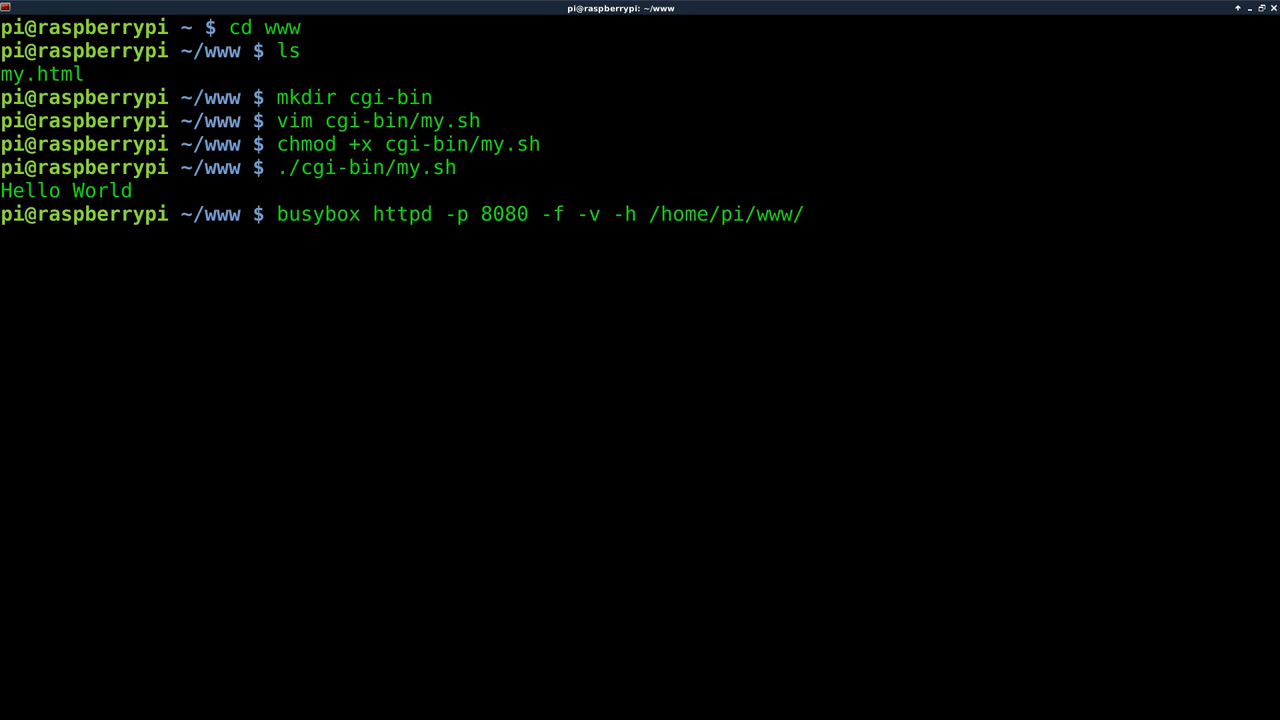 pi@raspberrypi: ~/www
pi@raspberrypi ~ $ cd www
pi@raspberrypi ~/www $ ls
my.html
pi@raspberrypi ~/www $ mkdir cgi-bin
pi@raspberrypi ~/www $ vim cgi-bin/my.sh
pi@raspberrypi ~/www $ chmod +x cgi-bin/my.sh
pi@raspberrypi ~/www $ ./cgi-bin/my.sh
Hello World
pi@raspberrypi ~/www $ busybox httpd -p 8080 -f -v -h /home/pi/www/